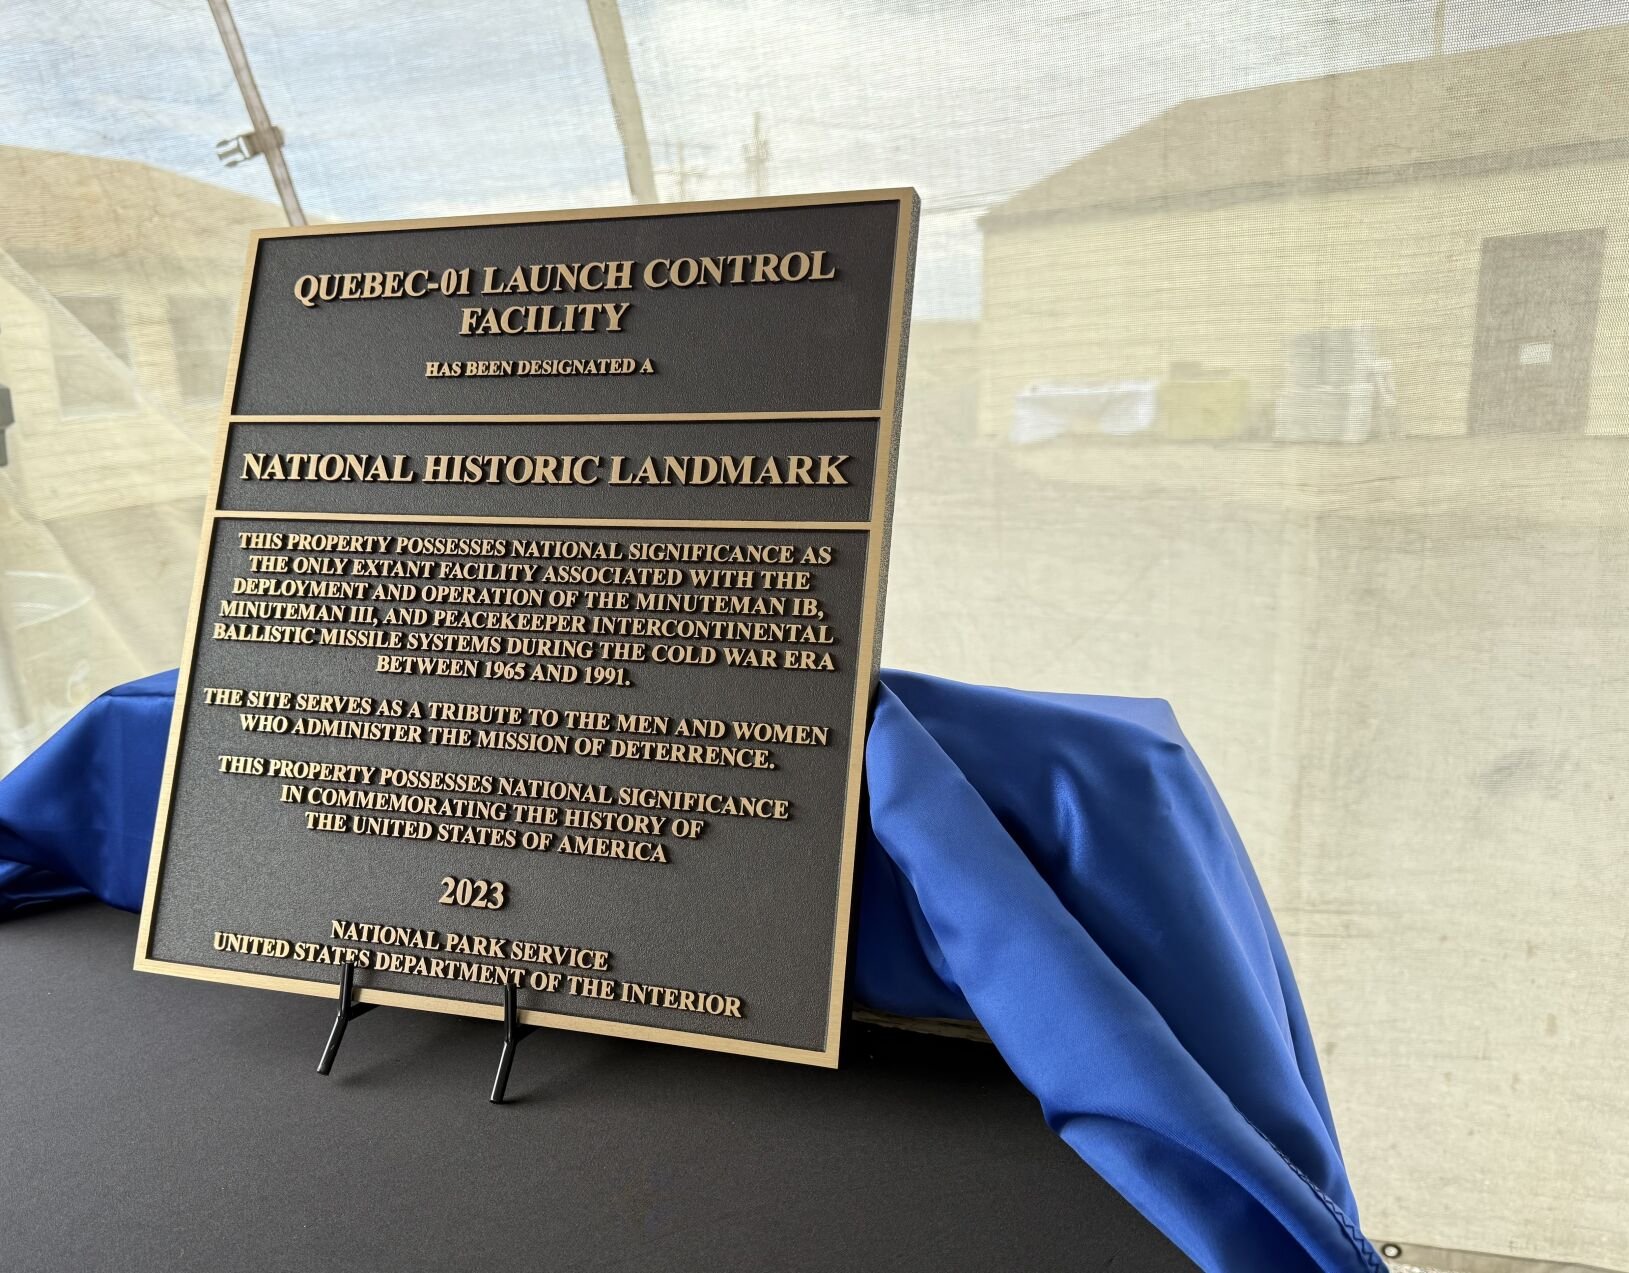 QUEBEC-01 LAUNCH CONTROL
FACILITY
HAS BEEN DESIGNATED A
NATIONAL HISTORIC LANDMARK
THIS PROPERTY POSSESSES NATIONAL SIGNIFICANCE AS
THE ONLY EXTANT FACILITY ASSOCIATED WITH THE
DEPLOYMENT AND OPERATION OF THE MINUTEMAN IB,
MINUTEMAN III, AND PEACEKEEPER INTERCONTINENTAL
BALLISTIC MISSILE SYSTEMS DURING THE COLD WAR ERA
BETWEEN 1965 AND 1991.
THE SITE SERVES AS A TRIBUTE TO THE MEN AND WOMEN
WHO ADMINISTER THE MISSION OF DETERRENCE.
THIS PROPERTY POSSESSES NATIONAL SIGNIFICANCE
IN COMMEMORATING THE HISTORY OF
THE UNITED STATES OF AMERICA
2023
NATIONAL PARK SERVICE
UNITED STATES DEPARTMENT OF THE INTERIOR